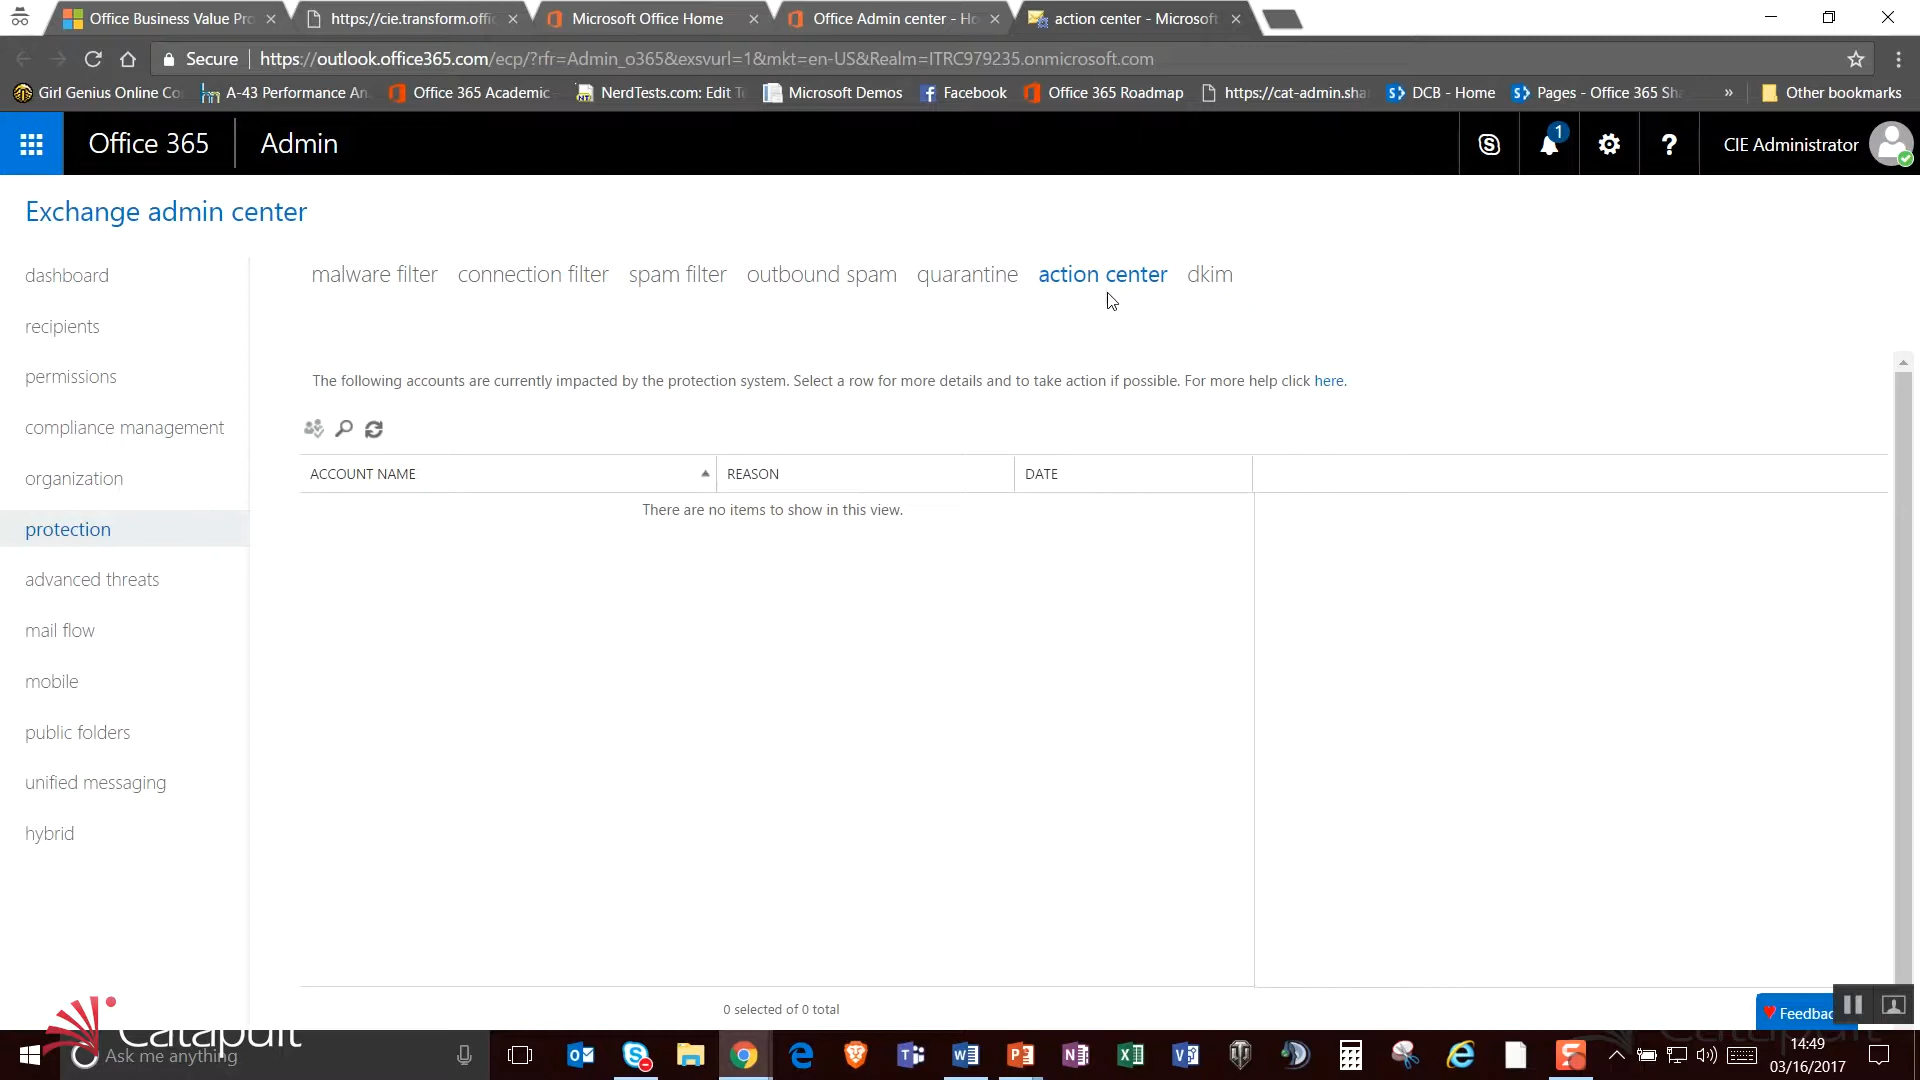 Office Business Value Pro
https://cie.transform.offic
Microsoft Office Home
Office Admin center - Ho
action center - Microsoft
Secure
https://outlook.office365.com/ecp/?rfr=Admin_o365&exsvurl=1&mkt=en-US&Realm=ITRC979235.onmicrosoft.com
Girl Genius Online Co
A-43 Performance An
Office 365 Academic
NerdTests.com: Edit T
Microsoft Demos
Facebook
Office 365 Roadmap
https://cat-admin.sha
DCB - Home
Pages - Office 365 Sh
»
Other bookmarks
Office 365
Admin
1
?
CIE Administrator
Exchange admin center
dashboard
recipients
permissions
compliance management
organization
protection
advanced threats
mail flow
mobile
public folders
unified messaging
hybrid
malware filter
connection filter
spam filter
outbound spam
quarantine
action center
dkim
The following accounts are currently impacted by the protection system. Select a row for more details and to take action if possible. For more help click here.
ACCOUNT NAME
REASON
DATE
There are no items to show in this view.
0 selected of 0 total
Feedbac
Catapult
Ask me anything
14:49
03/16/2017